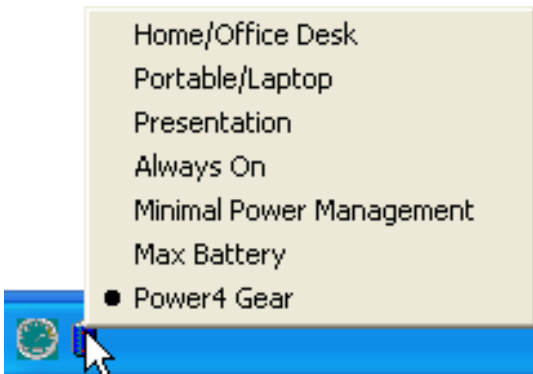 Home/Office Desk
Portable/Laptop
Presentation
Always On
Minimal Power Management
Max Battery
Power4 Gear